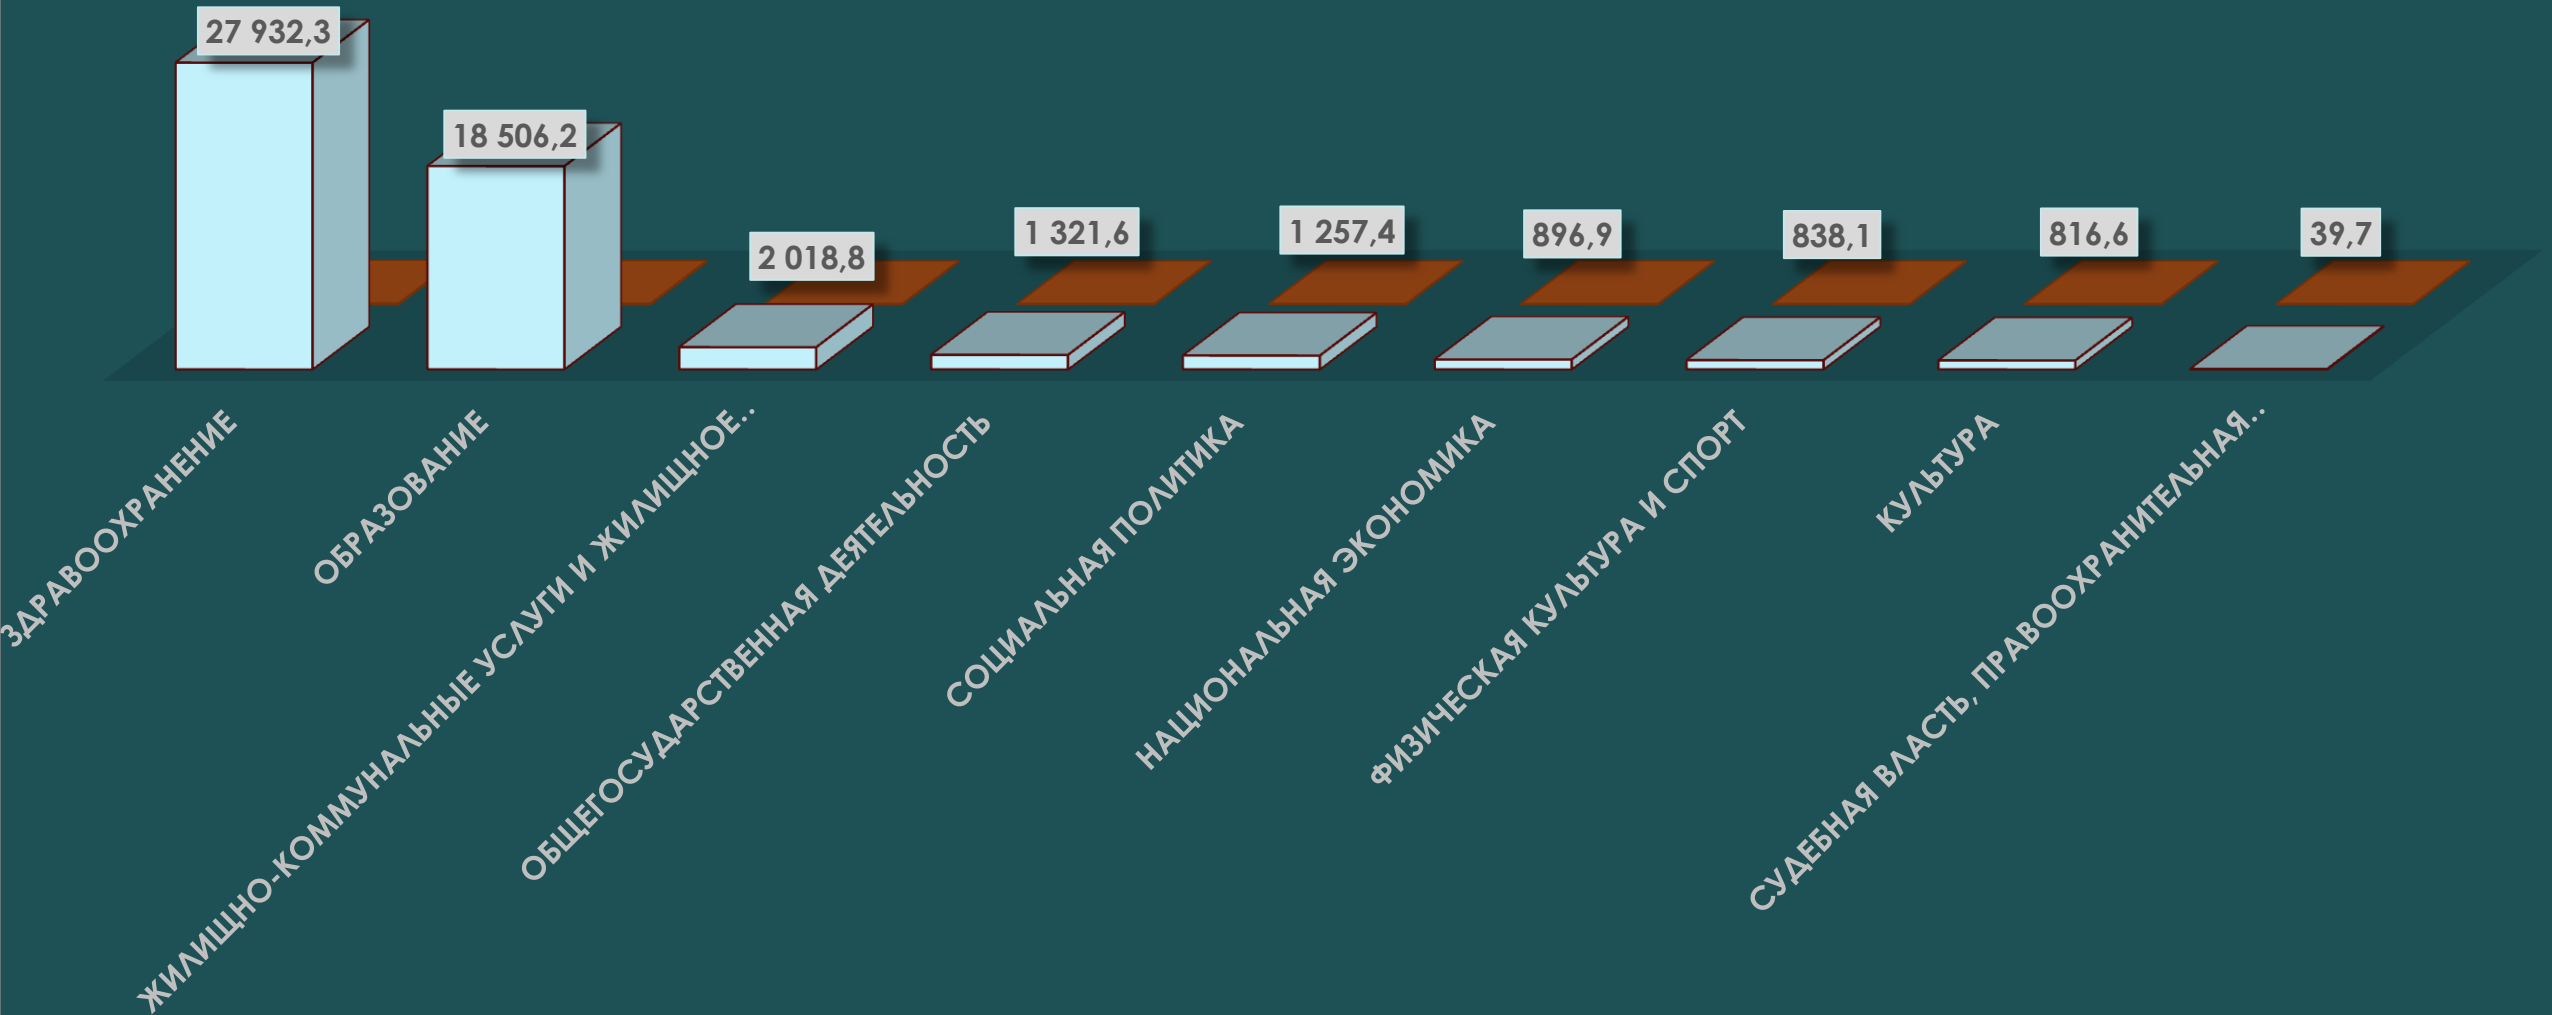 27 932,3
18 506,2
2 018,8
1 321,6
1 257,4
896,9
838,1
816,6
39,7
ЗДРАВООХРАНЕНИЕ
ОБРАЗОВАНИЕ
ЖИЛИЩНО-КОММУНАЛЬНЫЕ УСЛУГИ И ЖИЛИЩНОЕ..
ОБЩЕГОСУДАРСТВЕННАЯ ДЕЯТЕЛЬНОСТЬ
СОЦИАЛЬНАЯ ПОЛИТИКА
НАЦИОНАЛЬНАЯ ЭКОНОМИКА
ФИЗИЧЕСКАЯ КУЛЬТУРА И СПОРТ
КУЛЬТУРА
СУДЕБНАЯ ВЛАСТЬ, ПРАВООХРАНИТЕЛЬНАЯ..